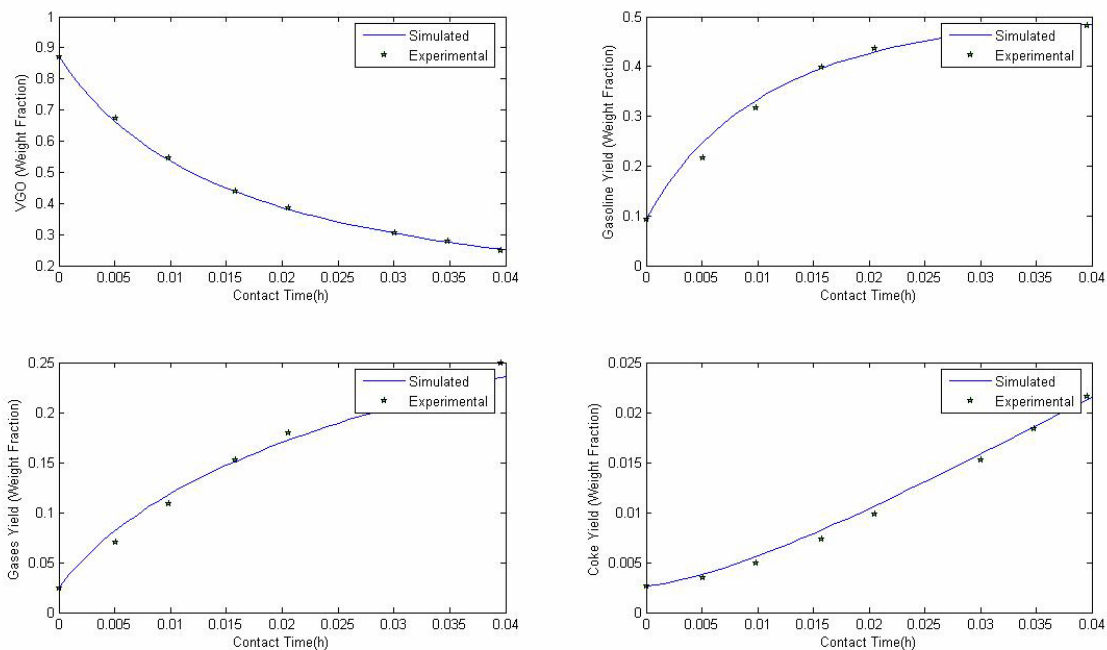 1
0.9
0.8
0.7
0.6
0.5
0.4
0.3
0.2
VGO (Weight Fraction)
0 0.005 0.01 0.015 0.02 0.025 0.03 0.035 0.04
Contact Time(h)
Simulated
Experimental
0.5
0.4
0.3
0.2
0.1
0
Gasoline Yield (Weight Fraction)
0 0.005 0.01 0.015 0.02 0.025 0.03 0.035 0.04
Contact Time(h)
Simulated
Experimental
0.25
0.2
0.15
0.1
0.05
0
Gases Yield (Weight Fraction)
0 0.005 0.01 0.015 0.02 0.025 0.03 0.035 0.04
Contact Time(h)
Simulated
Experimental
0.025
0.02
0.015
0.01
0.005
0
Coke Yield (Weight Fraction)
0 0.005 0.01 0.015 0.02 0.025 0.03 0.035 0.04
Contact Time(h)
Simulated
Experimental